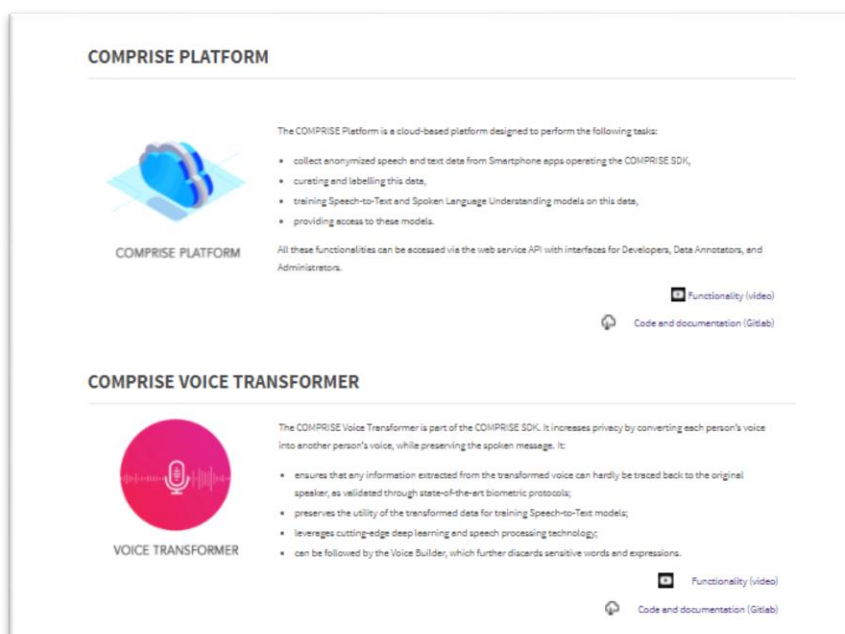 COMPRISE PLATFORM
The COMPRISE Platform is a cloud-based platform designed to perform the following tasks:
• collect anonymized speech and text data from Smartphone apps operating the COMPRISE SDK,
• curating and labelling this data,
• training Speech-to-Text and Spoken Language Understanding models on this data,
• providing access to these models.
COMPRISE PLATFORM
All these functionalities can be accessed via the web service API with interfaces for Developers, Data Annotators, and
Administrators.
Functionality (video)
Code and documentation (Gitlab)
COMPRISE VOICE TRANSFORMER
The COMPRISE Voice Transformer is part of the COMPRISE SDK. It increases privacy by converting each person's voice
into another person's voice, while preserving the spoken message. It:
• ensures that any information extracted from the transformed voice can hardly be traced back to the original
speaker, as validated through state-of-the-art biometric protocols;
• preserves the utility of the transformed data for training Speech-to-Text models;
• leverages cutting-edge deep learning and speech processing technology;
• can be followed by the Voice Builder, which further discards sensitive words and expressions.
VOICE TRANSFORMER
Functionality (video)
Code and documentation (Gitlab)